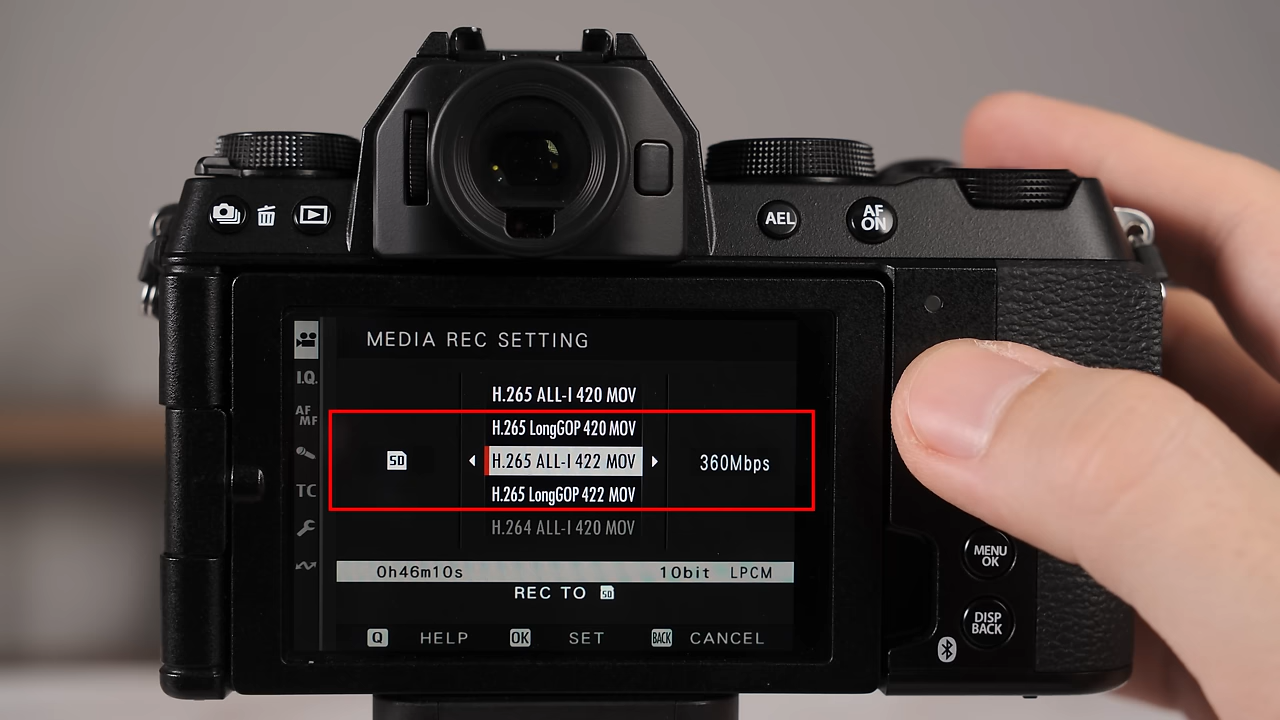 AEL
AF
ON
MEDIA REC SETTING
I.Q.
AF
MF
TC
H.265 ALL-I 420 MOV
H.265 LongGOP 420 MOV
SD
H.265 ALL-I 422 MOV
360Mbps
H.265 LongGOP 422 MOV
H.264 ALL-I 420 MOV
0h46m10s 10bit LPCM
REC TO SD
Q HELP OK SET BACK CANCEL
MENU
OK
DISP
BACK